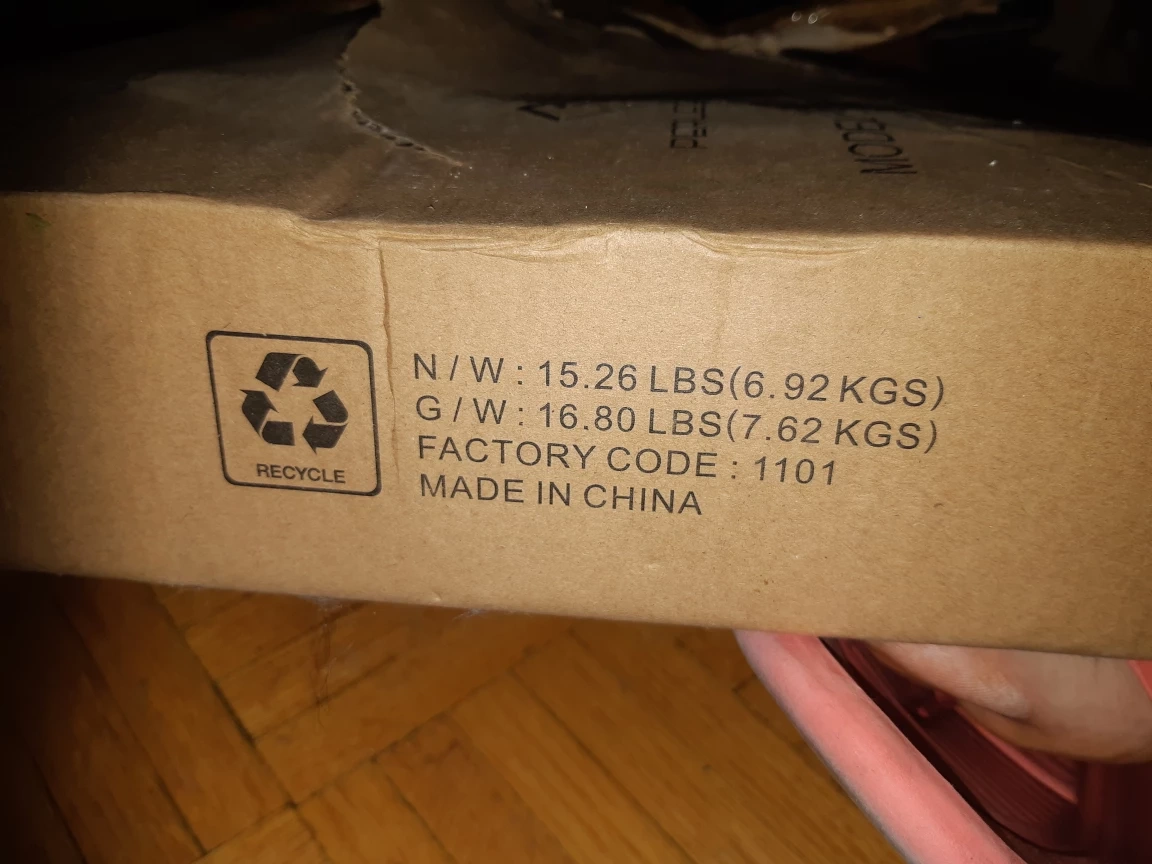 RECYCLE
N/W: 15.26 LBS(6.92 KGS)
G/W: 16.80 LBS(7.62 KGS)
FACTORY CODE: 1101
MADE IN CHINA